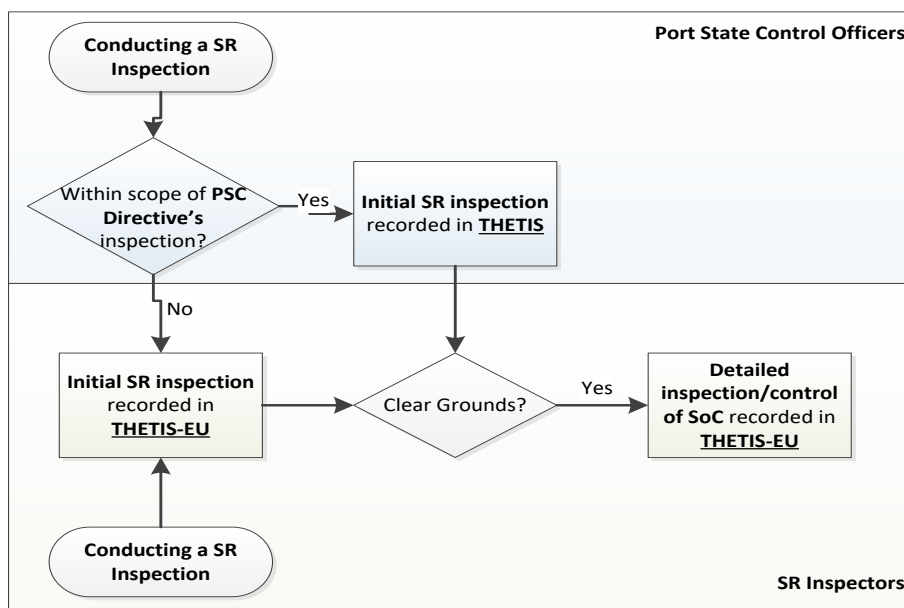 Conducting a SR
Inspection
Port State Control Officers
Within scope of PSC
Directive's
inspection?
Yes
Initial SR inspection
recorded in THETIS
No
Initial SR inspection
recorded in
THETIS-EU
Clear Grounds?
Yes
Detailed
inspection/control
of SoC recorded in
THETIS-EU
Conducting a SR
Inspection
SR Inspectors